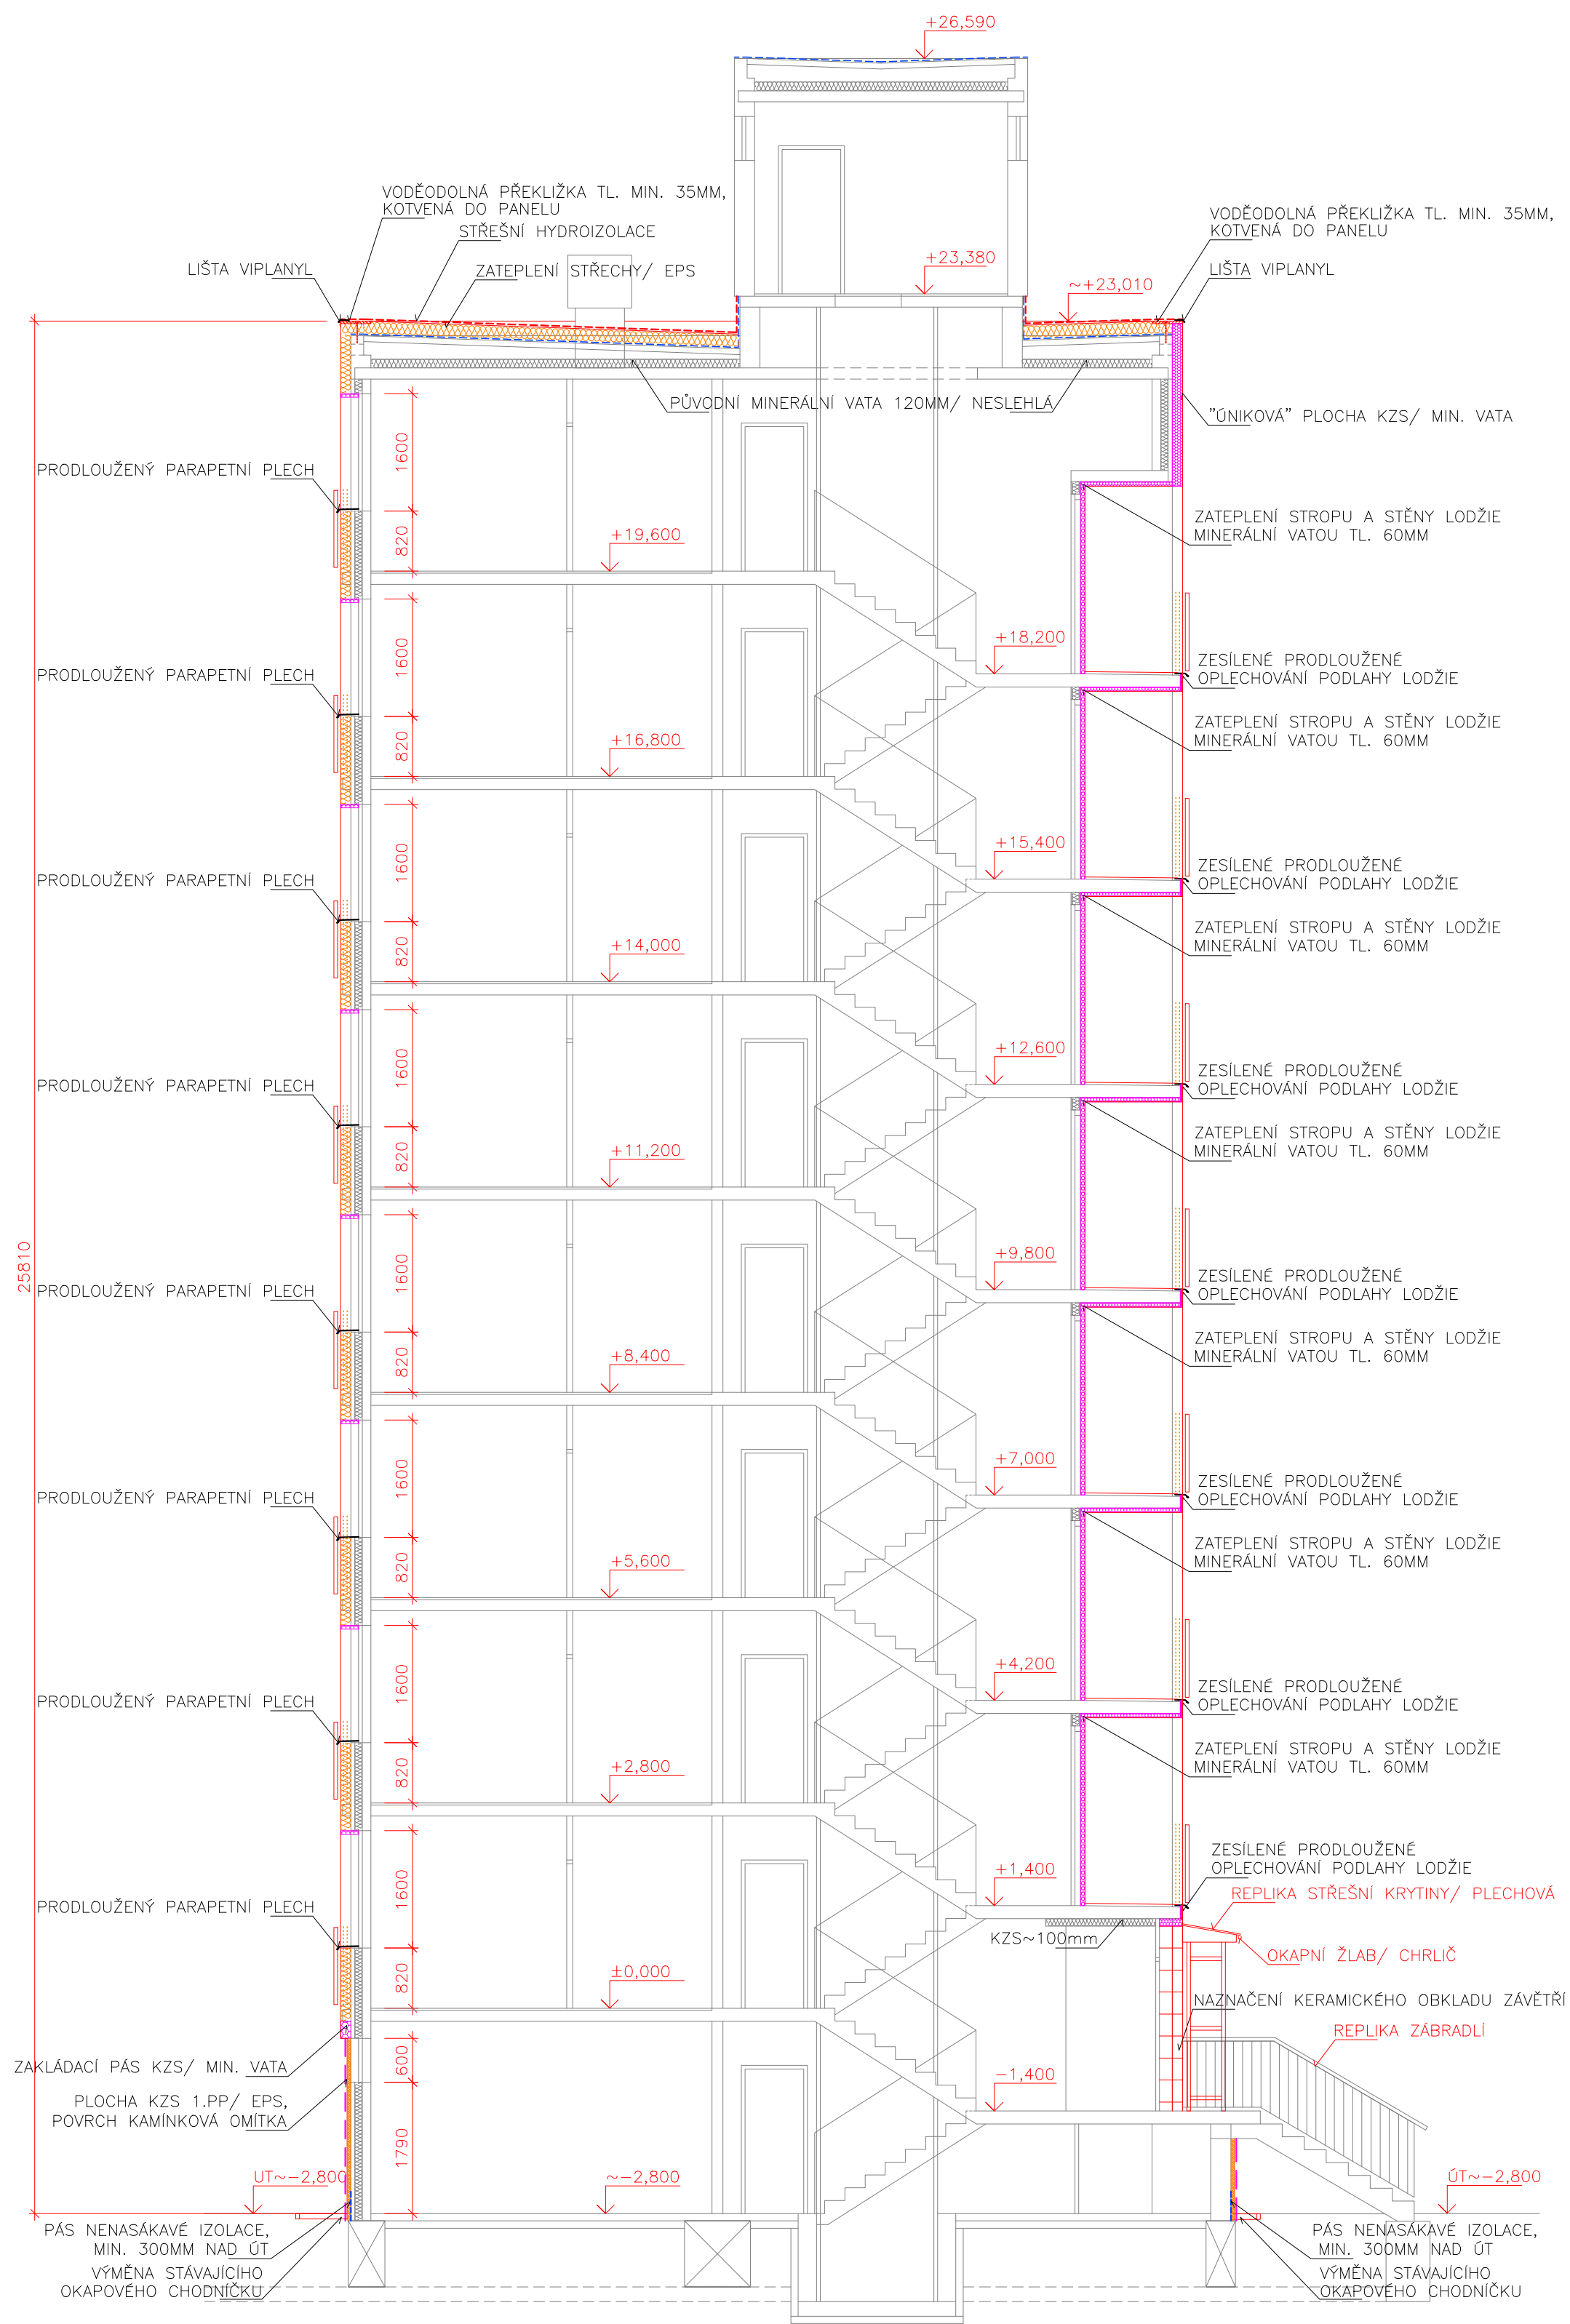 +26,590
VODĚODOLNÁ PŘEKLIŽKA TL. MIN. 35MM,
KOTVENÁ DO PANELU
STŘEŠNÍ HYDROIZOLACE
LIŠTA VIPLANYL
ZATEPLENÍ STŘECHY/ EPS
VODĚODOLNÁ PŘEKLIŽKA TL. MIN. 35MM,
KOTVENÁ DO PANELU
LIŠTA VIPLANYL
+23,380
~+23,010
PŮVODNÍ MINERÁLNÍ VATA 120MM/ NESLEHLÁ
"ÚNIKOVÁ" PLOCHA KZS/ MIN. VATA
1600
PRODLOUŽENÝ PARAPETNÍ PLECH
820
+19,600
ZATEPLENÍ STROPU A STĚNY LODŽIE
MINERÁLNÍ VATOU TL. 60MM
1600
+18,200
ZESÍLENÉ PRODLOUŽENÉ
OPLECHOVÁNÍ PODLAHY LODŽIE
PRODLOUŽENÝ PARAPETNÍ PLECH
820
+16,800
ZATEPLENÍ STROPU A STĚNY LODŽIE
MINERÁLNÍ VATOU TL. 60MM
1600
+15,400
ZESÍLENÉ PRODLOUŽENÉ
OPLECHOVÁNÍ PODLAHY LODŽIE
PRODLOUŽENÝ PARAPETNÍ PLECH
820
+14,000
ZATEPLENÍ STROPU A STĚNY LODŽIE
MINERÁLNÍ VATOU TL. 60MM
1600
+12,600
ZESÍLENÉ PRODLOUŽENÉ
OPLECHOVÁNÍ PODLAHY LODŽIE
PRODLOUŽENÝ PARAPETNÍ PLECH
820
+11,200
ZATEPLENÍ STROPU A STĚNY LODŽIE
MINERÁLNÍ VATOU TL. 60MM
25810
1600
+9,800
ZESÍLENÉ PRODLOUŽENÉ
OPLECHOVÁNÍ PODLAHY LODŽIE
PRODLOUŽENÝ PARAPETNÍ PLECH
820
+8,400
ZATEPLENÍ STROPU A STĚNY LODŽIE
MINERÁLNÍ VATOU TL. 60MM
1600
+7,000
ZESÍLENÉ PRODLOUŽENÉ
OPLECHOVÁNÍ PODLAHY LODŽIE
PRODLOUŽENÝ PARAPETNÍ PLECH
820
+5,600
ZATEPLENÍ STROPU A STĚNY LODŽIE
MINERÁLNÍ VATOU TL. 60MM
1600
+4,200
ZESÍLENÉ PRODLOUŽENÉ
OPLECHOVÁNÍ PODLAHY LODŽIE
PRODLOUŽENÝ PARAPETNÍ PLECH
820
+2,800
ZATEPLENÍ STROPU A STĚNY LODŽIE
MINERÁLNÍ VATOU TL. 60MM
1600
+1,400
ZESÍLENÉ PRODLOUŽENÉ
OPLECHOVÁNÍ PODLAHY LODŽIE
REPLIKA STŘEŠNÍ KRYTINY/ PLECHOVÁ
PRODLOUŽENÝ PARAPETNÍ PLECH
KZS~100mm
OKAPNÍ ŽLAB/ CHRLIČ
820
±0,000
NAZNAČENÍ KERAMICKÉHO OBKLADU ZÁVĚTŘÍ
REPLIKA ZÁBRADLÍ
ZAKLÁDACÍ PÁS KZS/ MIN. VATA
600
-1,400
PLOCHA KZS 1.PP/ EPS,
POVRCH KAMÍNKOVÁ OMÍTKA
1790
UT~-2,800
~-2,800
ÚT~-2,800
PÁS NENASÁKAVÉ IZOLACE,
MIN. 300MM NAD ÚT
VÝMĚNA STÁVAJÍCÍHO
OKAPOVÉHO CHODNÍČKU
PÁS NENASÁKAVÉ IZOLACE,
MIN. 300MM NAD ÚT
VÝMĚNA STÁVAJÍCÍHO
OKAPOVÉHO CHODNÍČKU